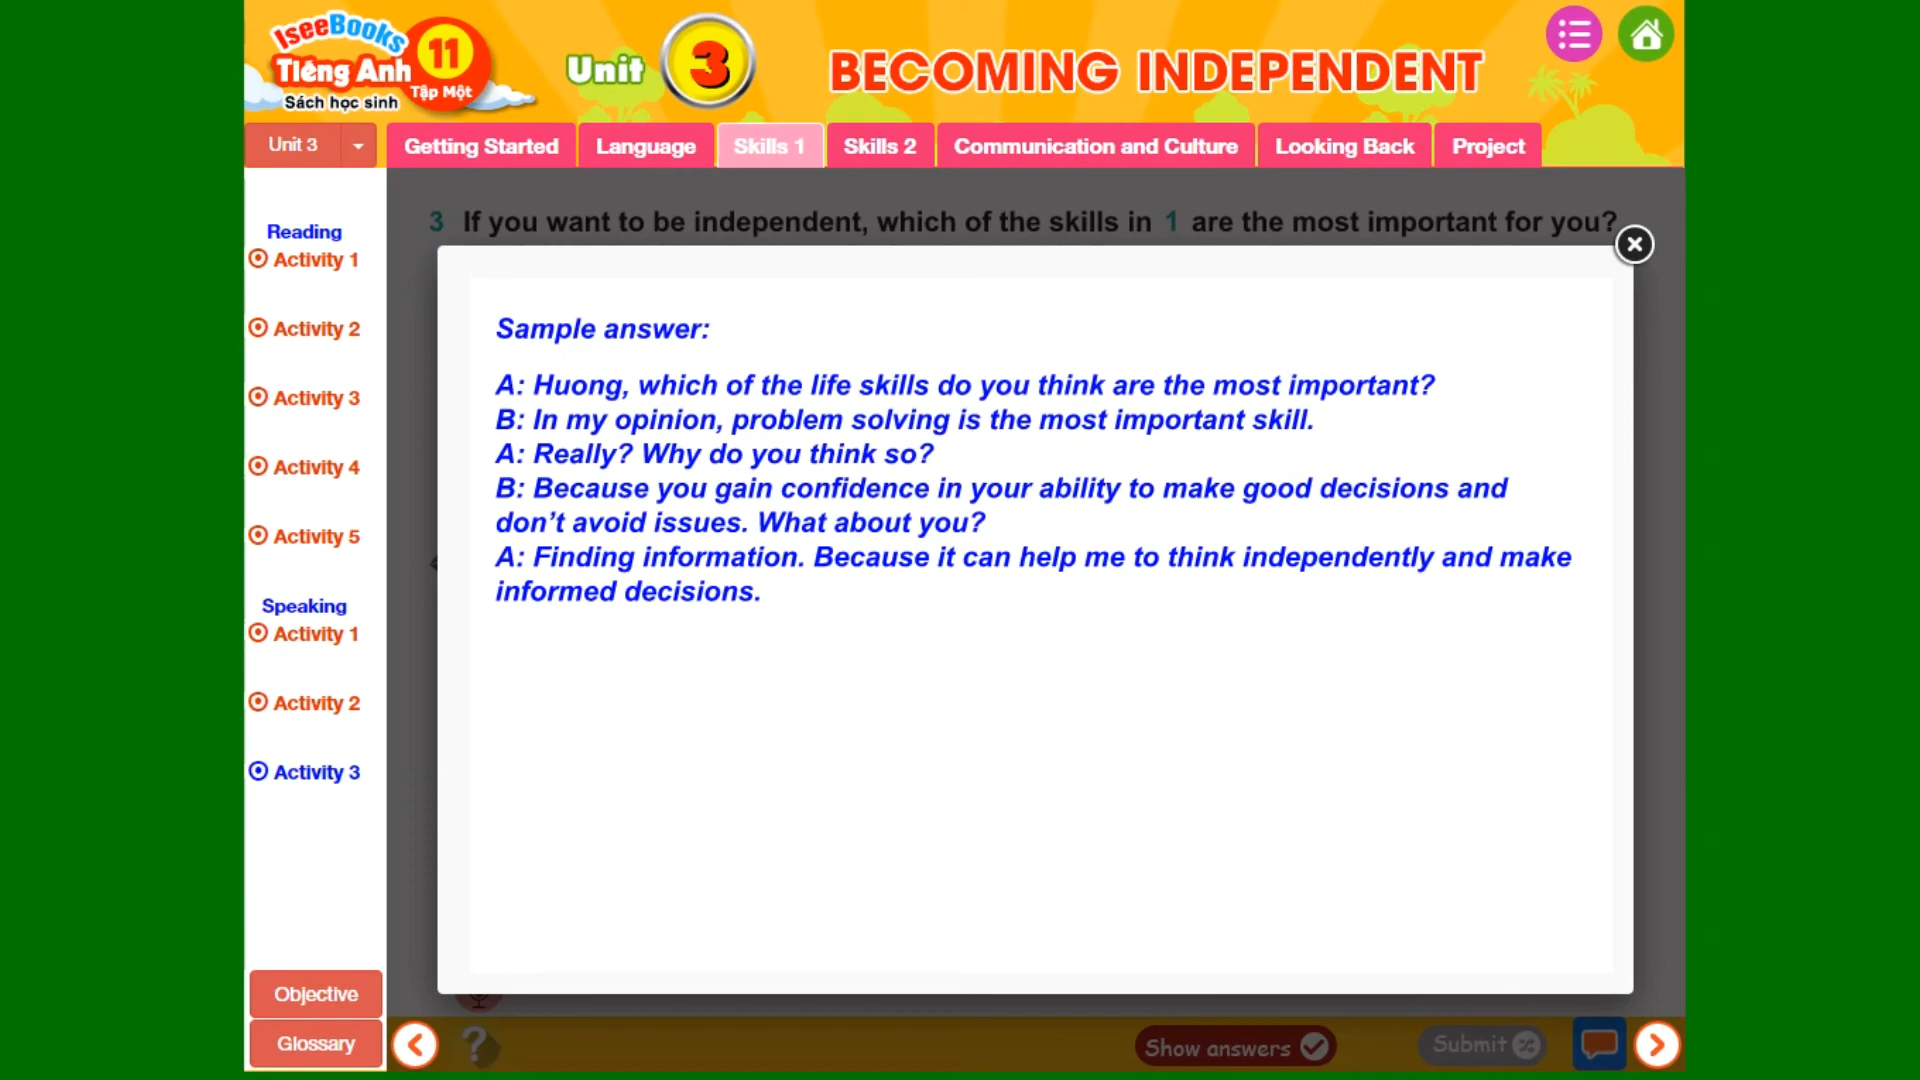 IseeBooks
Tiếng Anh 11
Tập Một
Sách học sinh
Unit 3
BECOMING INDEPENDENT
Unit 3
Getting Started
Language
Skills 1
Skills 2
Communication and Culture
Looking Back
Project
Reading
Activity 1
Activity 2
Activity 3
Activity 4
Activity 5
Speaking
Activity 1
Activity 2
Activity 3
Objective
Glossary
3 If you want to be independent, which of the skills in 1 are the most important for you?
Sample answer:
A: Huong, which of the life skills do you think are the most important?
B: In my opinion, problem solving is the most important skill.
A: Really? Why do you think so?
B: Because you gain confidence in your ability to make good decisions and
don’t avoid issues. What about you?
A: Finding information. Because it can help me to think independently and make
informed decisions.
?
Show answers
Submit